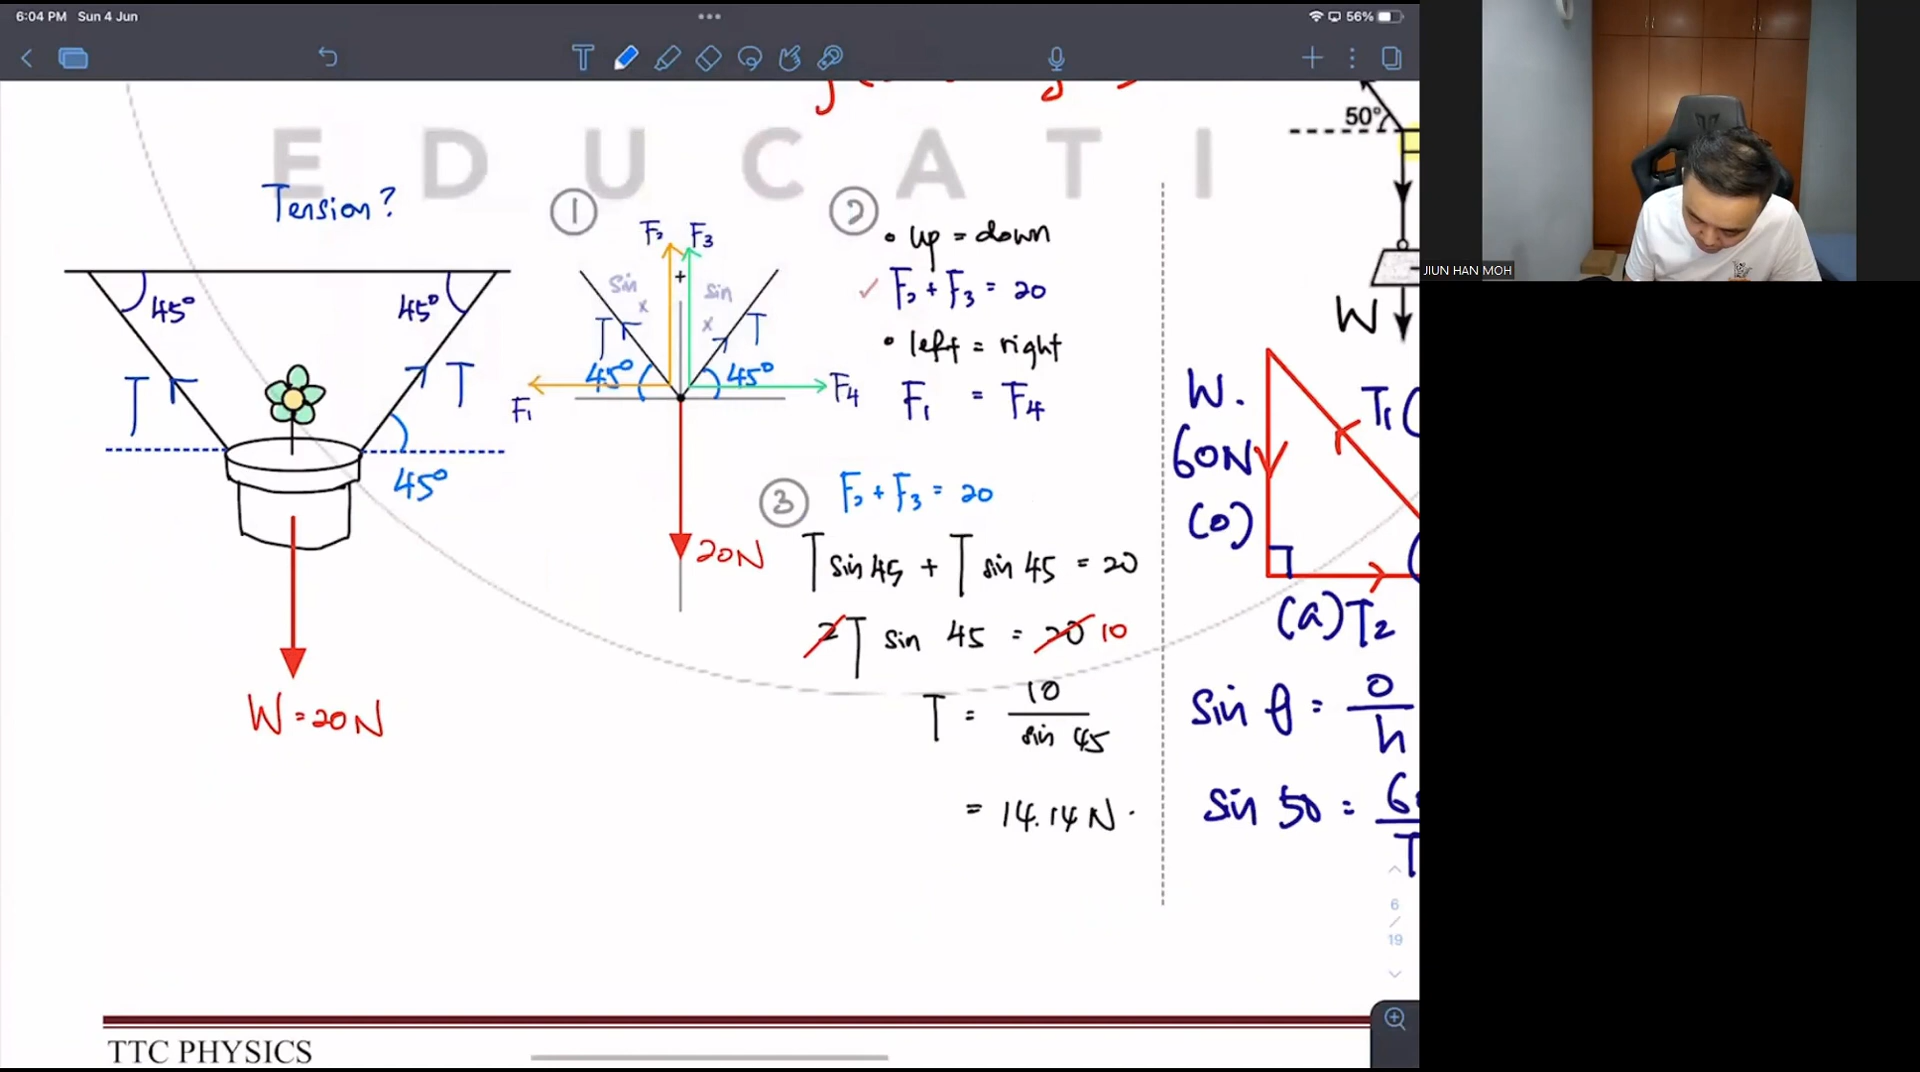 6:04 PM Sun 4 Jun
56%
E D U C A T I
Tension?
45° 45°
T T
45°
W = 20N
①
F₂ F₃
+
sin sin
x x
T T
45° 45°
F₁ F₄
20N
②
• up = down
✓ F₂ + F₃ = 20
• left = right
F₁ = F₄
③ F₂ + F₃ = 20
T sin 45 + T sin 45 = 20
2T sin 45 = 20 10
T = 10 / sin 45
= 14.14 N.
50°
W
W. T₁(
60N
(o)
(
(a) T₂
sin θ = o / h
sin 50 = 6
T
6
/
19
TTC PHYSICS
JIUN HAN MOH